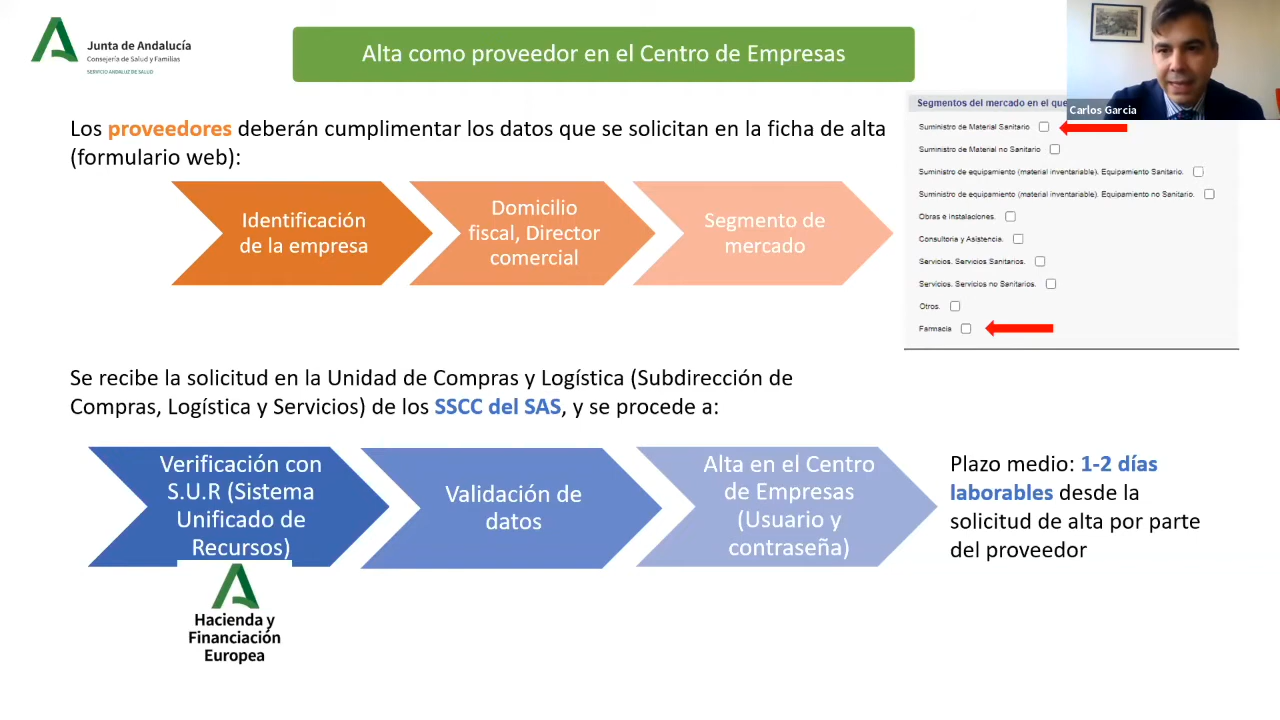 Junta de Andalucía
Consejería de Salud y Familias
SERVICIO ANDALUZ DE SALUD
Alta como proveedor en el Centro de Empresas
Carlos Garcia
Los proveedores deberán cumplimentar los datos que se solicitan en la ficha de alta
(formulario web):
Identificación
de la empresa
Domicilio
fiscal, Director
comercial
Segmento de
mercado
Segmentos del mercado en el que
Suministro de Material Sanitario
Suministro de Material no Sanitario
Suministro de equipamiento (material inventariable). Equipamiento Sanitario.
Suministro de equipamiento (material inventariable). Equipamiento no Sanitario.
Obras e Instalaciones.
Consultoria y Asistencia.
Servicios. Servicios Sanitarios.
Servicios. Servicios no Sanitarios.
Otros.
Farmacia
Se recibe la solicitud en la Unidad de Compras y Logística (Subdirección de
Compras, Logística y Servicios) de los SSCC del SAS, y se procede a:
Verificación con
S.U.R (Sistema
Unificado de
Recursos)
Validación de
datos
Alta en el Centro
de Empresas
(Usuario y
contraseña)
Plazo medio: 1-2 días
laborables desde la
solicitud de alta por parte
del proveedor
Hacienda y
Financiación
Europea